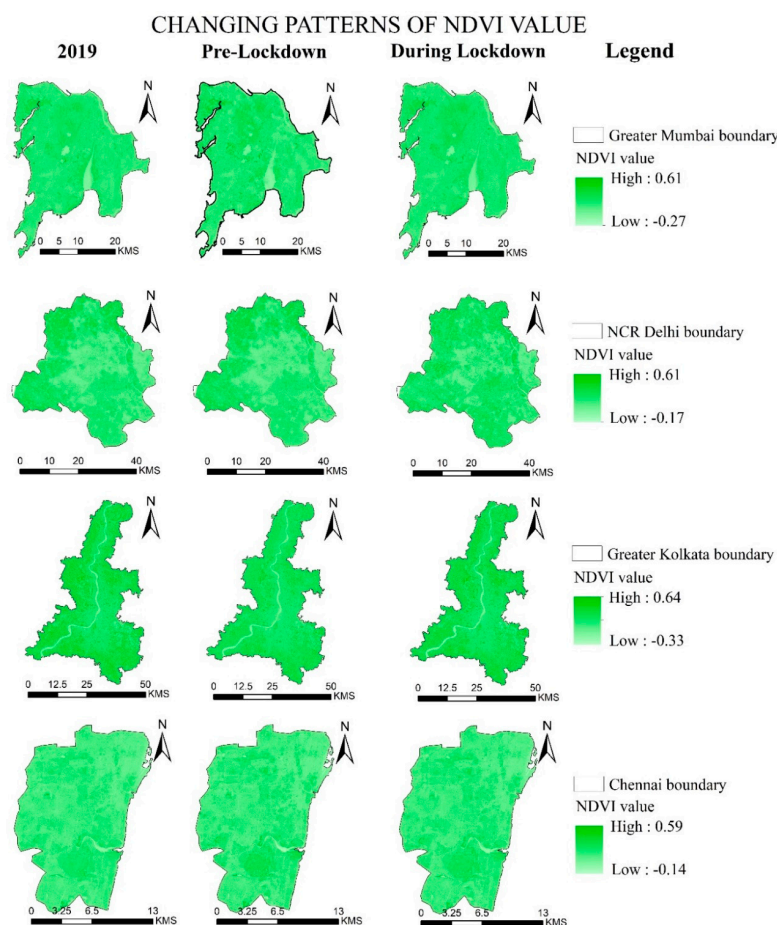 CHANGING PATTERNS OF NDVI VALUE
2019 Pre-Lockdown During Lockdown Legend
N N N
Greater Mumbai boundary
NDVI value
High : 0.61
Low : -0.27
0 5 10 20 KMS
0 5 10 20 KMS
0 5 10 20 KMS
N N N
NCR Delhi boundary
NDVI value
High : 0.61
Low : -0.17
0 10 20 40 KMS
0 10 20 40 KMS
0 10 20 40 KMS
N N N
Greater Kolkata boundary
NDVI value
High : 0.64
Low : -0.33
0 12.5 25 50 KMS
0 12.5 25 50 KMS
0 12.5 25 50 KMS
N N N
Chennai boundary
NDVI value
High : 0.59
Low : -0.14
0 3.25 6.5 13 KMS
0 3.25 6.5 13 KMS
0 3.25 6.5 13 KMS